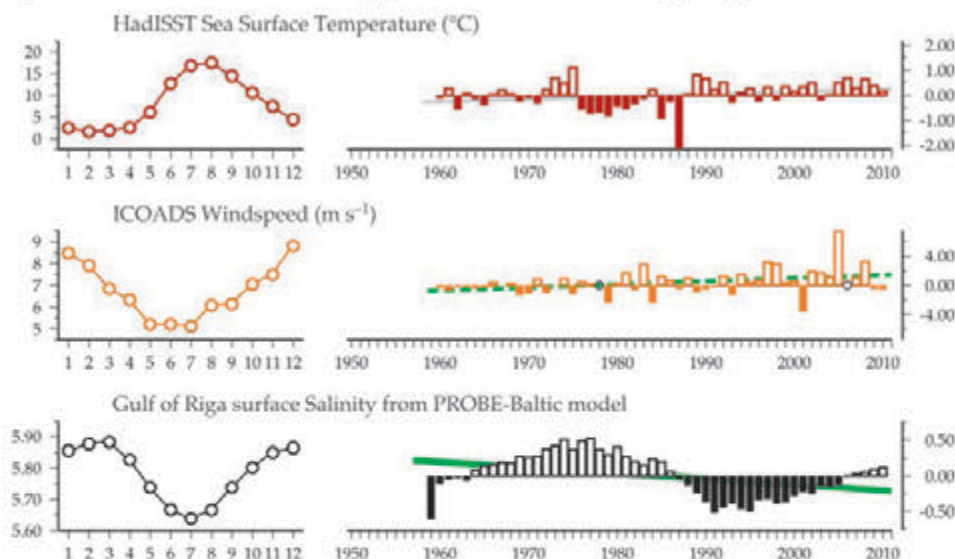 HadISST Sea Surface Temperature (°C)
20
15
10
5
0
2.00
1.00
0.00
-1.00
-2.00
1 2 3 4 5 6 7 8 9 10 11 12
1950 1960 1970 1980 1990 2000 2010
ICOADS Windspeed (m s⁻¹)
9
8
7
6
5
4.00
0.00
-4.00
1 2 3 4 5 6 7 8 9 10 11 12
1950 1960 1970 1980 1990 2000 2010
Gulf of Riga surface Salinity from PROBE-Baltic model
5.90
5.80
5.70
5.60
0.50
0.00
-0.50
1 2 3 4 5 6 7 8 9 10 11 12
1950 1960 1970 1980 1990 2000 2010